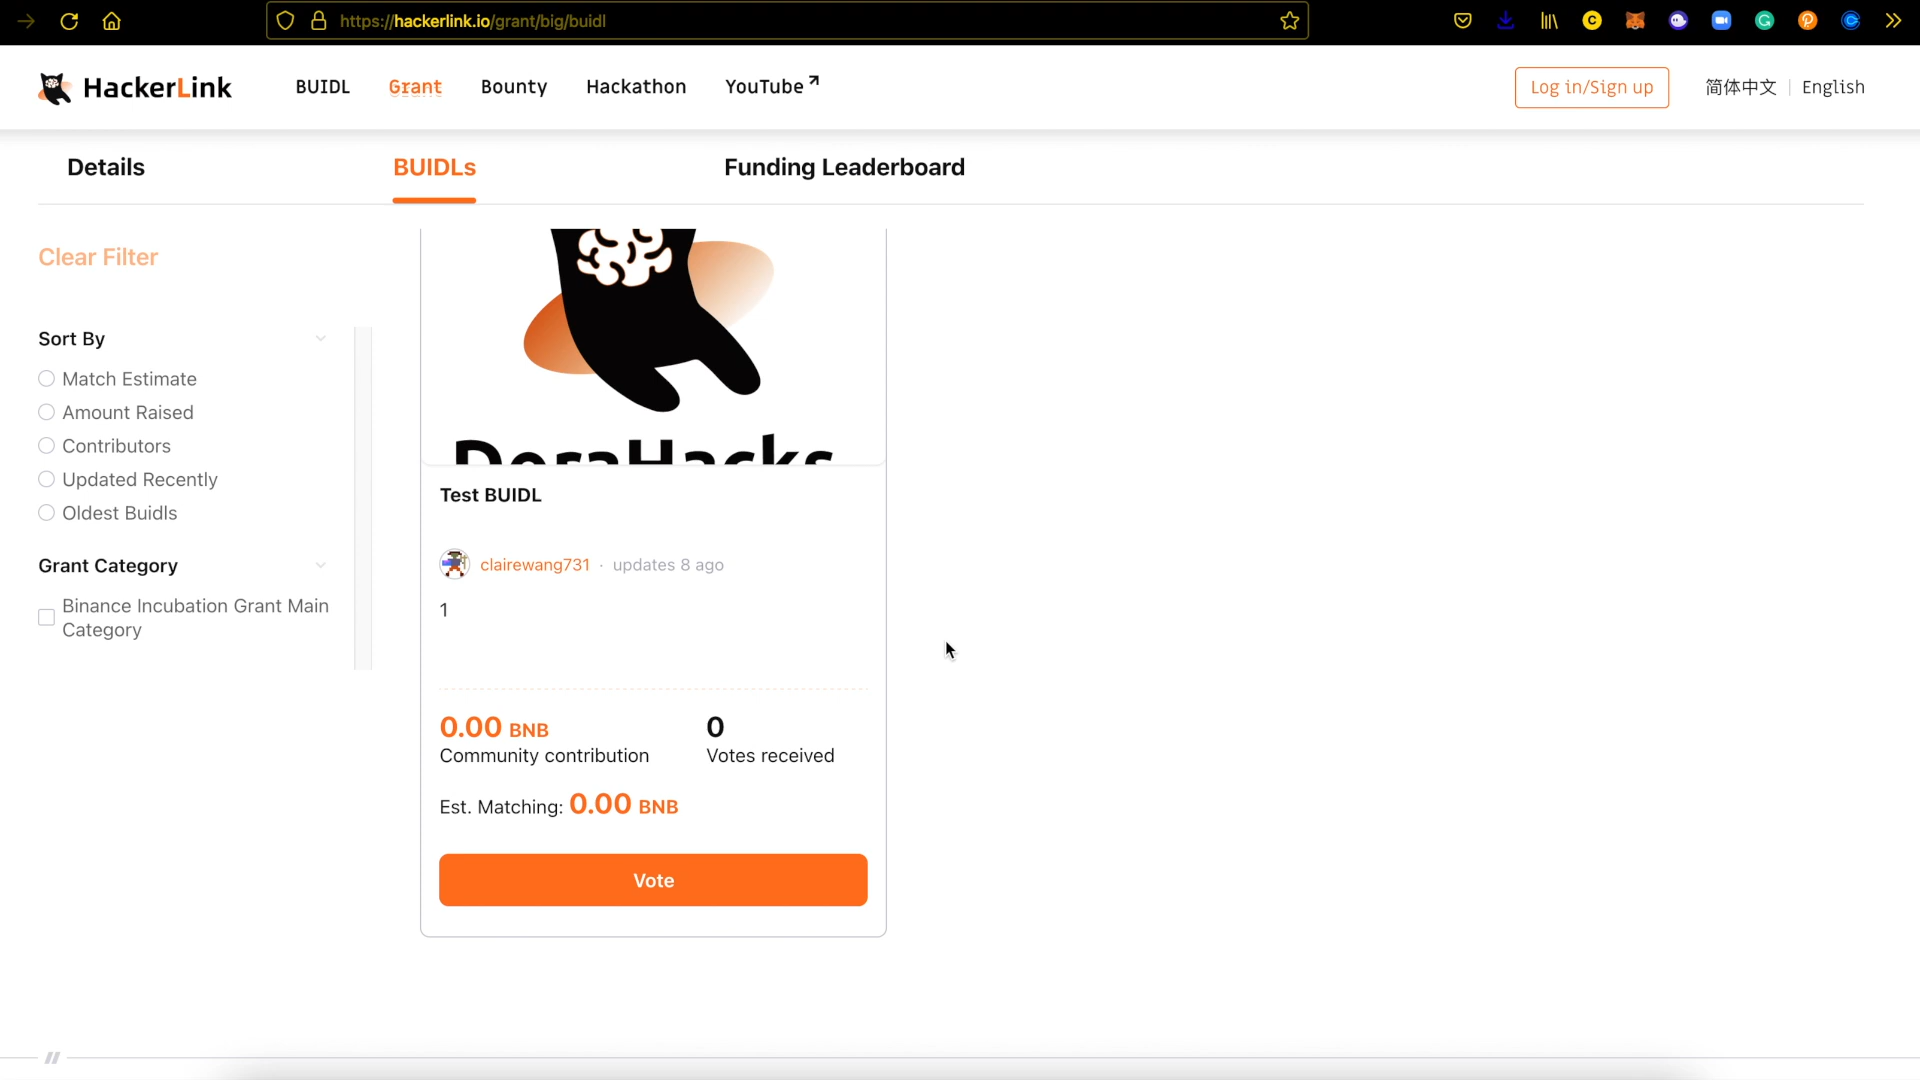 https://hackerlink.io/grant/big/buidl
HackerLink
BUIDL
Grant
Bounty
Hackathon
YouTube
Log in/Sign up
简体中文
English
Details
BUIDLs
Funding Leaderboard
Clear Filter
Sort By
Match Estimate
Amount Raised
Contributors
Updated Recently
Oldest Buidls
Grant Category
Binance Incubation Grant Main
Category
DoraHacks
Test BUIDL
clairewang731 · updates 8 ago
1
0.00 BNB
Community contribution
0
Votes received
Est. Matching: 0.00 BNB
Vote
//